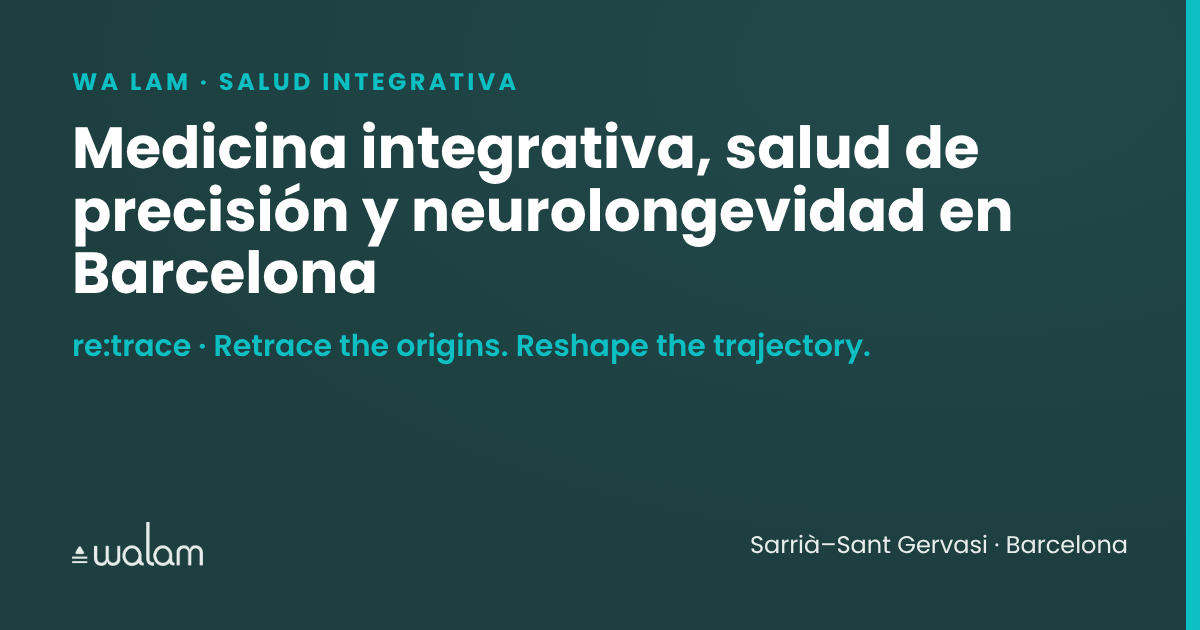 WA LAM · SALUD INTEGRATIVA
Medicina integrativa, salud de
precisión y neurolongevidad en
Barcelona
re:trace · Retrace the origins. Reshape the trajectory.
walam
Sarrià–Sant Gervasi · Barcelona